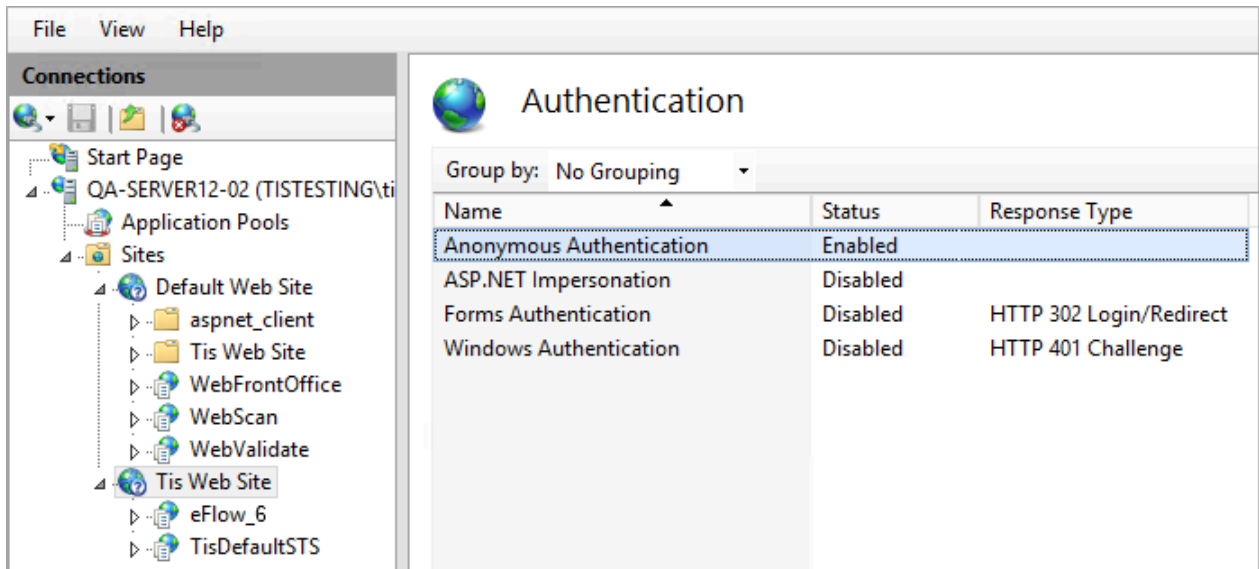 File View Help
Connections
Start Page
QA-SERVER12-02 (TISTESTING\ti
Application Pools
Sites
Default Web Site
aspnet_client
Tis Web Site
WebFrontOffice
WebScan
WebValidate
Tis Web Site
eFlow_6
TisDefaultSTS
Authentication
Group by: No Grouping
Name Status Response Type
Anonymous Authentication Enabled
ASP.NET Impersonation Disabled
Forms Authentication Disabled HTTP 302 Login/Redirect
Windows Authentication Disabled HTTP 401 Challenge